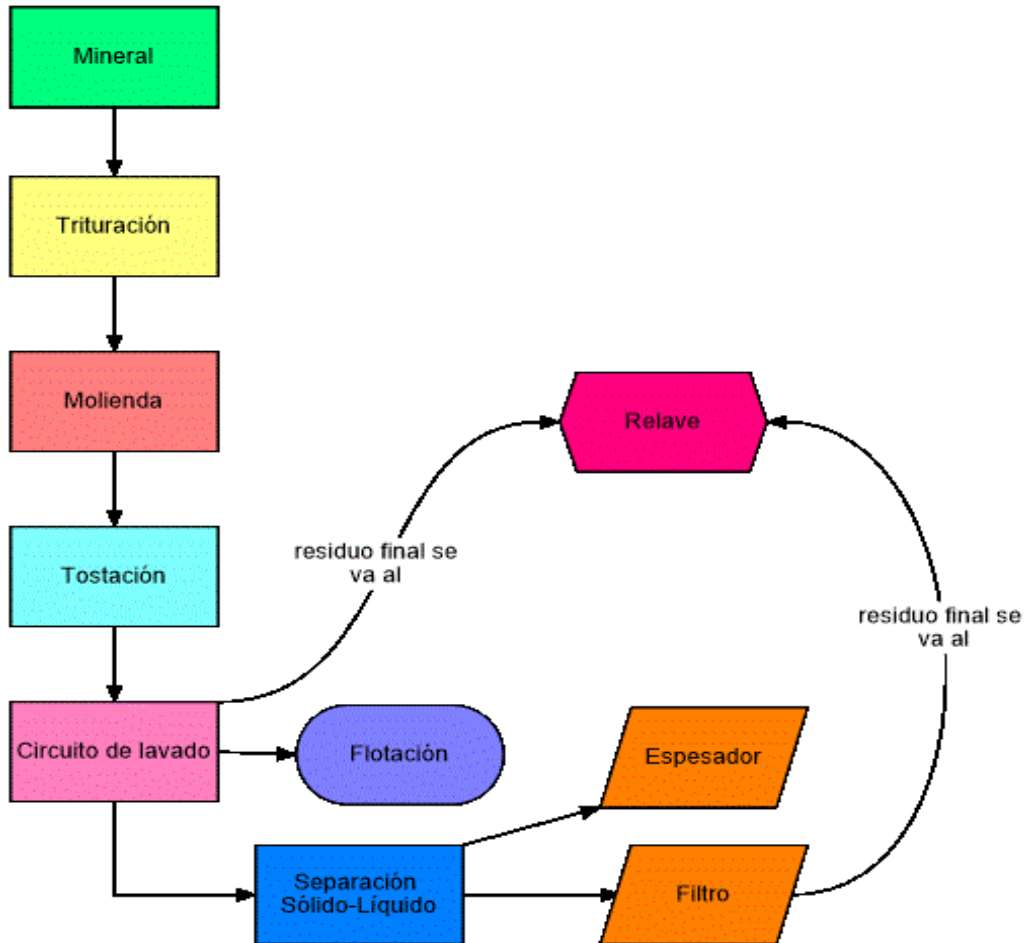 Mineral
Trituración
Molienda
Relave
residuo final se
va al
Tostación
residuo final se
va al
Circuito de lavado
Flotación
Espesador
Separación
Sólido-Líquido
Filtro